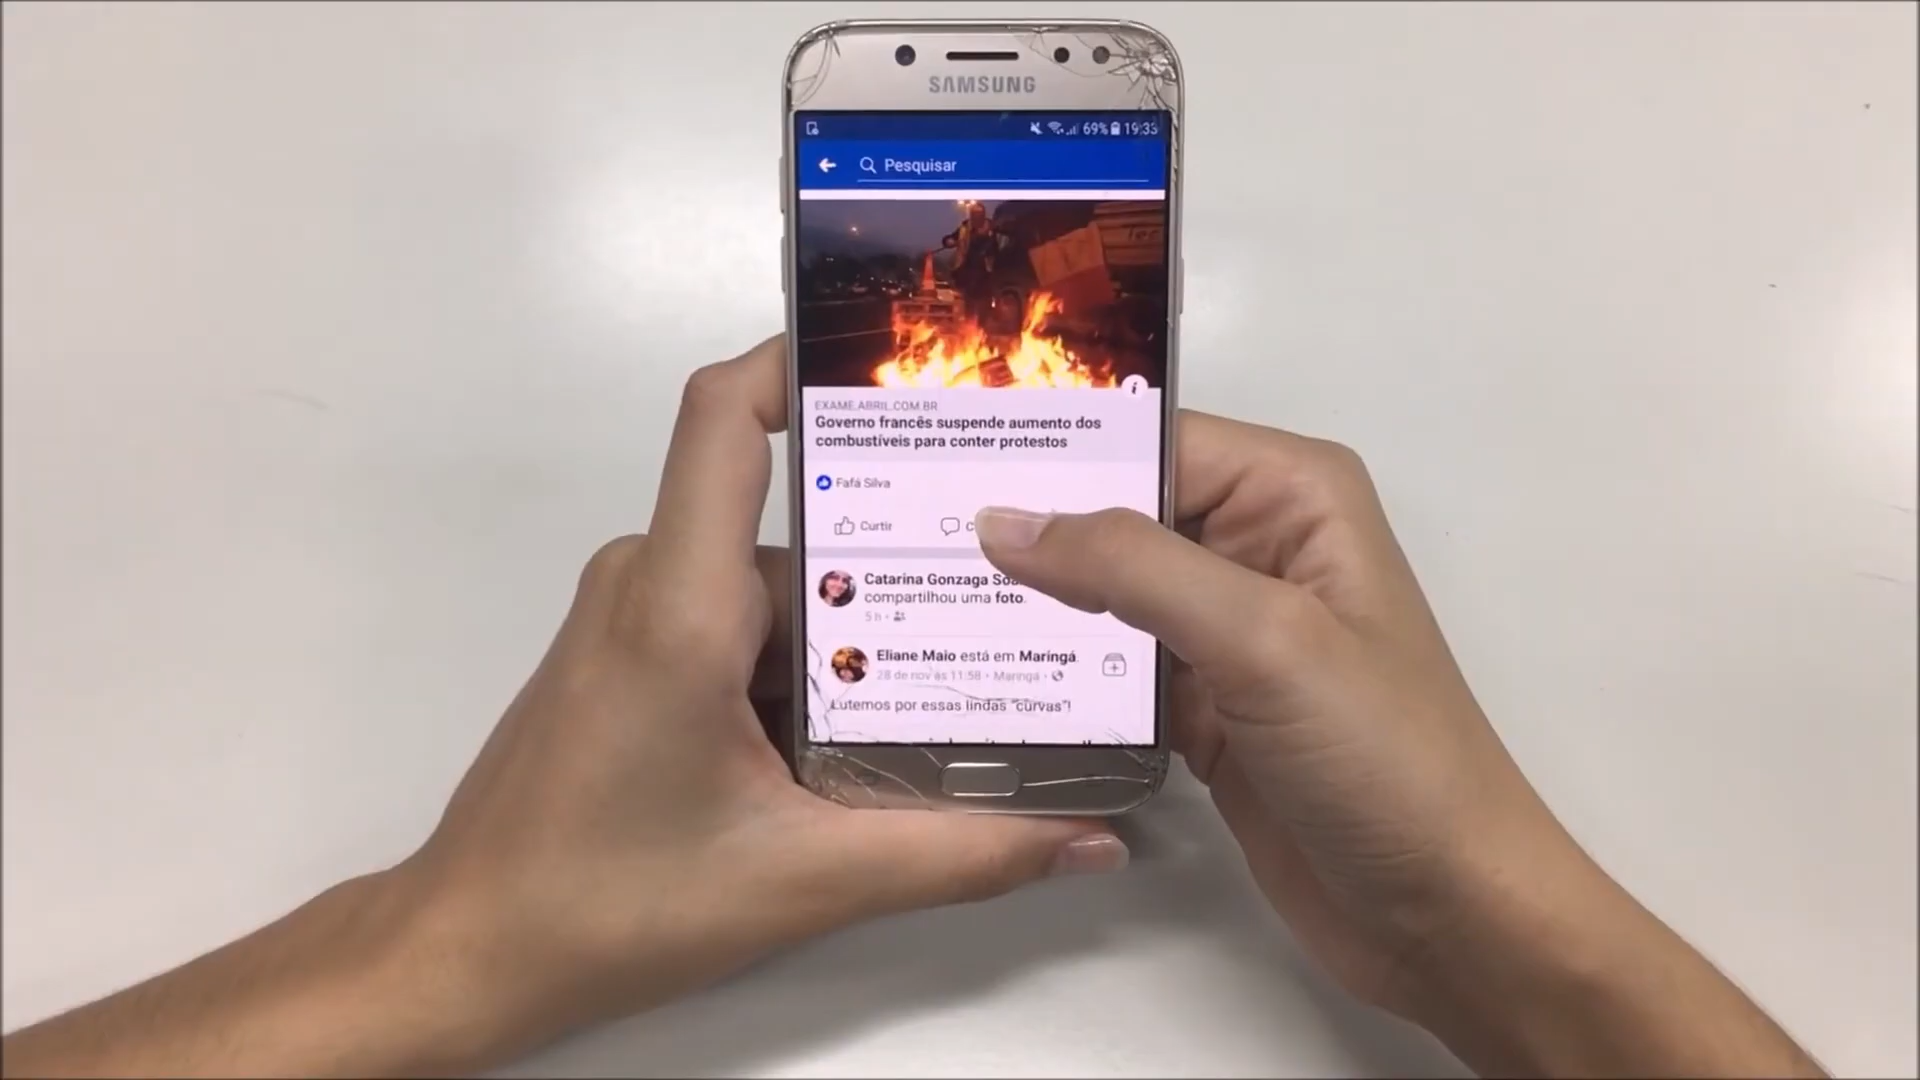 SAMSUNG
69% 19:33
Pesquisar
EXAME.ABRIL.COM.BR
Governo francês suspende aumento dos
combustíveis para conter protestos
Fafá Silva
Curtir C
Catarina Gonzaga
compartilhou uma foto.
5 h
Eliane Maio está em Maringá.
28 de nov às 11:58 • Maringá •
Lutemos por essas lindas "curvas"!